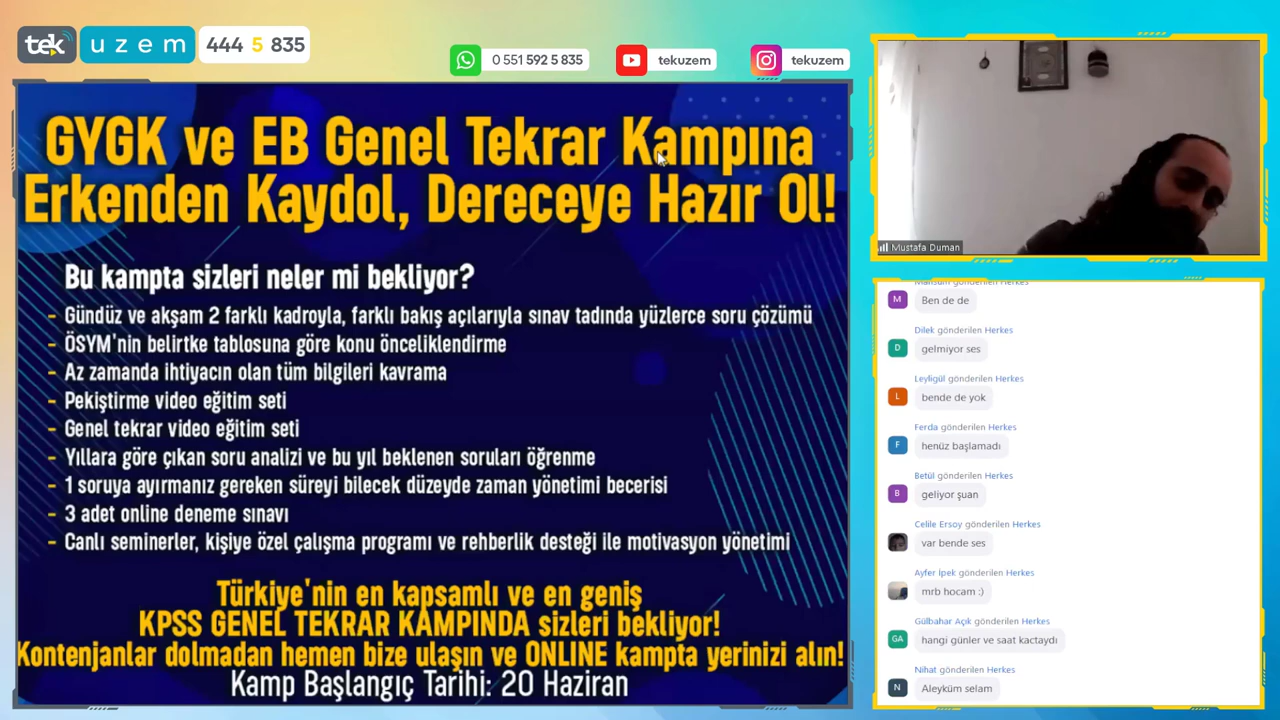 tek
uzem
444 5 835
0 551 592 5 835
tekuzem
tekuzem
GYGK ve EB Genel Tekrar Kampına
Erkenden Kaydol, Dereceye Hazır Ol!
Bu kampta sizleri neler mi bekliyor?
- Gündüz ve akşam 2 farklı kadroyla, farklı bakış açılarıyla sınav tadında yüzlerce soru çözümü
- ÖSYM'nin belirtke tablosuna göre konu önceliklendirme
- Az zamanda ihtiyacın olan tüm bilgileri kavrama
- Pekiştirme video eğitim seti
- Genel tekrar video eğitim seti
- Yıllara göre çıkan soru analizi ve bu yıl beklenen soruları öğrenme
- 1 soruya ayırmanız gereken süreyi bilecek düzeyde zaman yönetimi becerisi
- 3 adet online deneme sınavı
- Canlı seminerler, kişiye özel çalışma programı ve rehberlik desteği ile motivasyon yönetimi
Türkiye'nin en kapsamlı ve en geniş
KPSS GENEL TEKRAR KAMPINDA sizleri bekliyor!
Kontenjanlar dolmadan hemen bize ulaşın ve ONLINE kampta yerinizi alın!
Kamp Başlangıç Tarihi: 20 Haziran
Mustafa Duman
gönderilen Herkes
M
Ben de de
Dilek gönderilen Herkes
D
gelmiyor ses
Leyligül gönderilen Herkes
L
bende de yok
Ferda gönderilen Herkes
F
henüz başlamadı
Betül gönderilen Herkes
B
geliyor şuan
Celile Ersoy gönderilen Herkes
var bende ses
Ayfer İpek gönderilen Herkes
mrb hocam :)
Gülbahar Açık gönderilen Herkes
GA
hangi günler ve saat kactaydı
Nihat gönderilen Herkes
N
Aleyküm selam